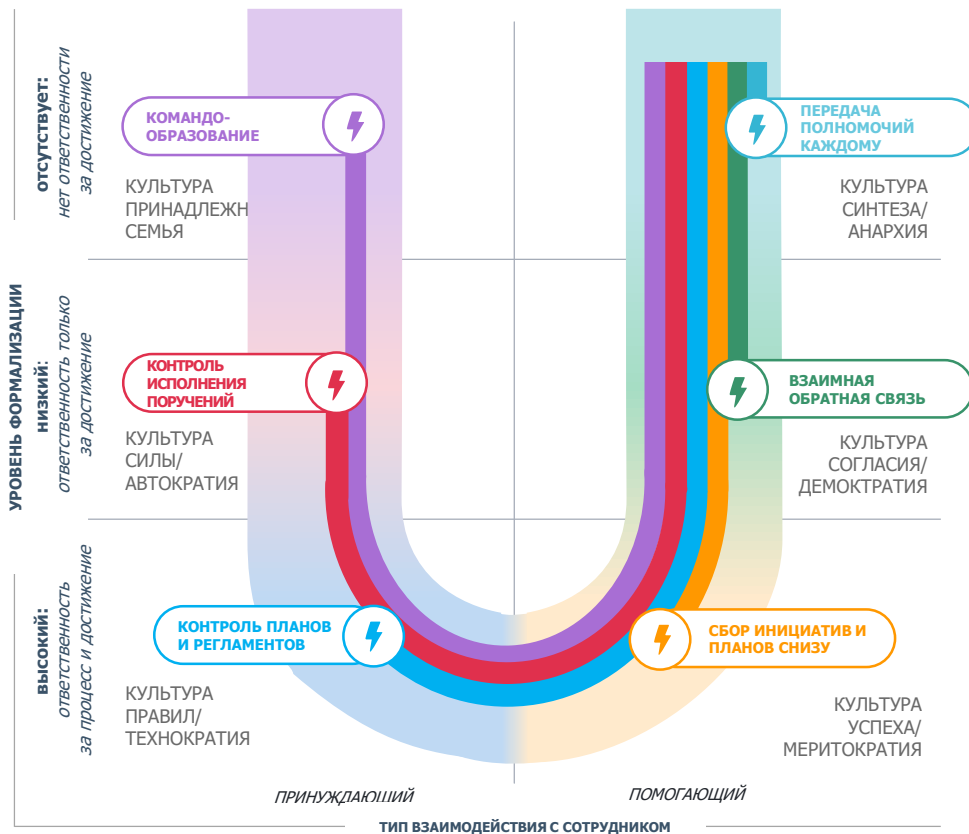 УРОВЕНЬ ФОРМАЛИЗАЦИИ
отсутствует:
нет ответственности
за достижение
КОМАНДО-
ОБРАЗОВАНИЕ
КУЛЬТУРА
ПРИНАДЛЕЖН
СЕМЬЯ
ПЕРЕДАЧА
ПОЛНОМОЧИЙ
КАЖДОМУ
КУЛЬТУРА
СИНТЕЗА/
АНАРХИЯ
низкий:
ответственность только
за достижение
КОНТРОЛЬ
ИСПОЛНЕНИЯ
ПОРУЧЕНИЙ
КУЛЬТУРА
СИЛЫ/
АВТОКРАТИЯ
ВЗАИМНАЯ
ОБРАТНАЯ СВЯЗЬ
КУЛЬТУРА
СОГЛАСИЯ/
ДЕМОКТРАТИЯ
высокий:
ответственность
за процесс и достижение
КОНТРОЛЬ ПЛАНОВ
И РЕГЛАМЕНТОВ
КУЛЬТУРА
ПРАВИЛ/
ТЕХНОКРАТИЯ
СБОР ИНИЦИАТИВ И
ПЛАНОВ СНИЗУ
КУЛЬТУРА
УСПЕХА/
МЕРИТОКРАТИЯ
ПРИНУЖДАЮЩИЙ
ПОМОГАЮЩИЙ
ТИП ВЗАИМОДЕЙСТВИЯ С СОТРУДНИКОМ